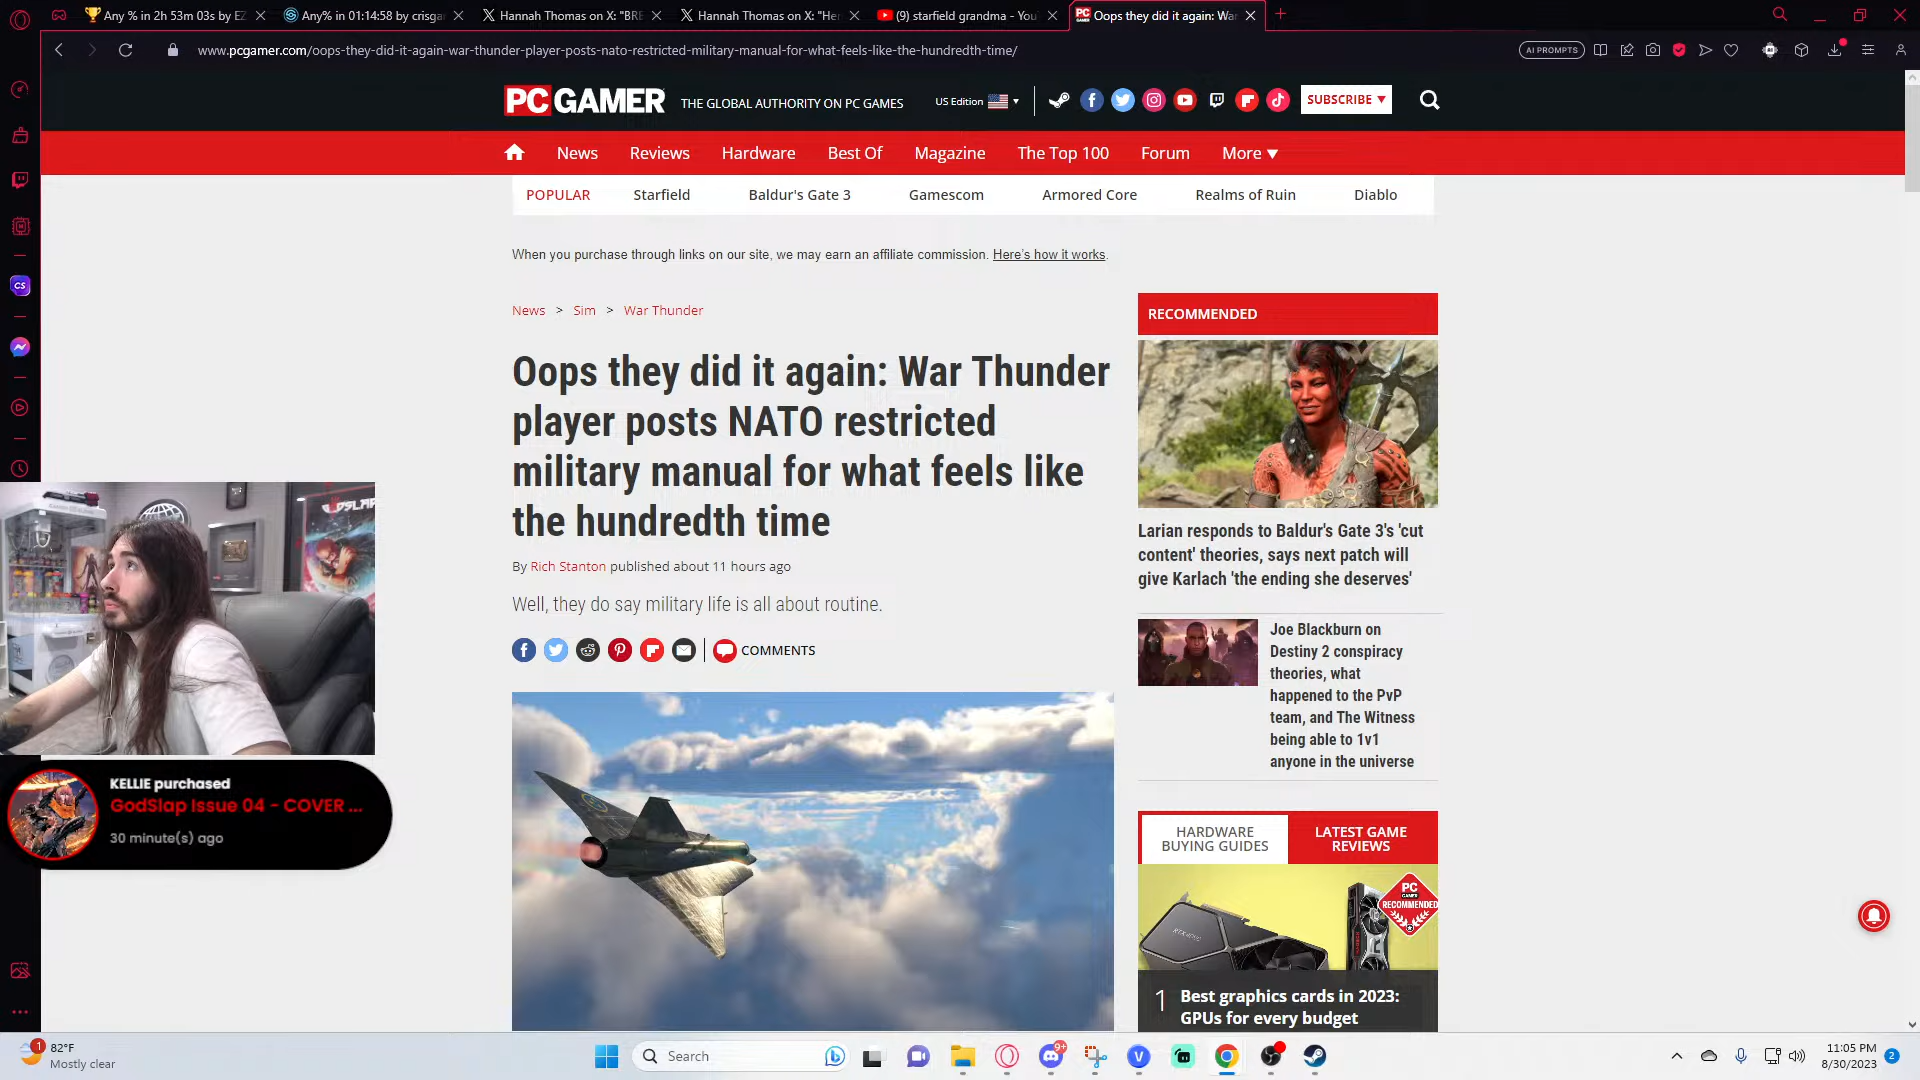 Any % in 2h 53m 03s by EZ
Any% in 01:14:58 by crisga
Hannah Thomas on X: "BRE
Hannah Thomas on X: "Her
(9) starfield grandma - You
Oops they did it again: War
www.pcgamer.com/oops-they-did-it-again-war-thunder-player-posts-nato-restricted-military-manual-for-what-feels-like-the-hundredth-time/
AI PROMPTS
PC GAMER
THE GLOBAL AUTHORITY ON PC GAMES
US Edition
SUBSCRIBE
News Reviews Hardware Best Of Magazine The Top 100 Forum More
POPULAR Starfield Baldur's Gate 3 Gamescom Armored Core Realms of Ruin Diablo
When you purchase through links on our site, we may earn an affiliate commission. Here's how it works.
News > Sim > War Thunder
Oops they did it again: War Thunder
player posts NATO restricted
military manual for what feels like
the hundredth time
By Rich Stanton published about 11 hours ago
Well, they do say military life is all about routine.
COMMENTS
RECOMMENDED
Larian responds to Baldur's Gate 3's 'cut
content' theories, says next patch will
give Karlach 'the ending she deserves'
Joe Blackburn on
Destiny 2 conspiracy
theories, what
happened to the PvP
team, and The Witness
being able to 1v1
anyone in the universe
HARDWARE
BUYING GUIDES
LATEST GAME
REVIEWS
PC
GAMER
RECOMMENDED
1 Best graphics cards in 2023:
GPUs for every budget
CS
KELLIE purchased
GodSlap Issue 04 - COVER ...
30 minute(s) ago
1
82°F
Mostly clear
Search
9+
11:05 PM
8/30/2023
2